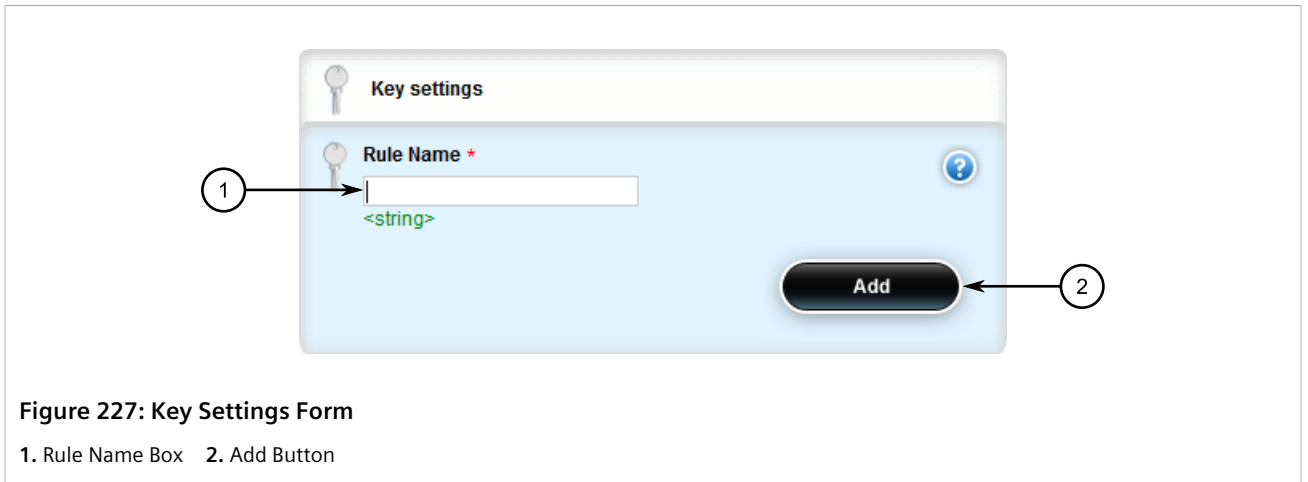 Key settings
Rule Name *
?
1
<string>
Add
2
Figure 227: Key Settings Form
1. Rule Name Box 2. Add Button